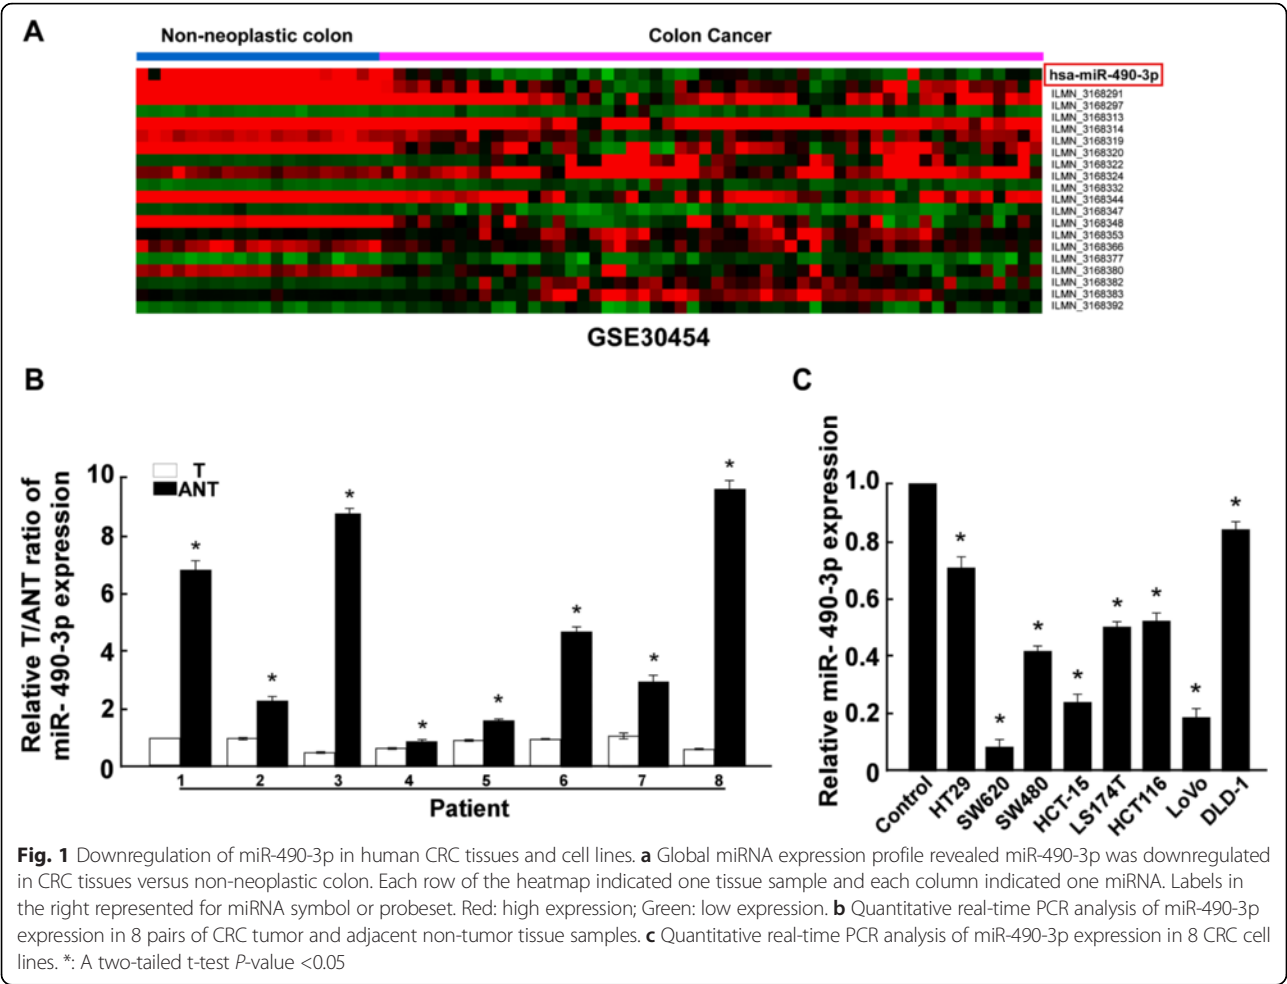 A
Non-neoplastic colon
Colon Cancer
hsa-miR-490-3p
ILMN_3168291
ILMN_3168297
ILMN_3168313
ILMN_3168314
ILMN_3168319
ILMN_3168320
ILMN_3168322
ILMN_3168324
ILMN_3168332
ILMN_3168344
ILMN_3168347
ILMN_3168348
ILMN_3168353
ILMN_3168366
ILMN_3168377
ILMN_3168380
ILMN_3168382
ILMN_3168383
ILMN_3168392
GSE30454
B
Relative T/ANT ratio of
miR- 490-3p expression
10
8
6
4
2
0
T
ANT
* * * * * * * *
1 2 3 4 5 6 7 8
Patient
C
Relative miR- 490-3p expression
1.0
0.8
0.6
0.4
0.2
0
* * * * * * * *
Control HT29 SW620 SW480 HCT-15 LS174T HCT116 LoVo DLD-1
Fig. 1 Downregulation of miR-490-3p in human CRC tissues and cell lines. a Global miRNA expression profile revealed miR-490-3p was downregulated
in CRC tissues versus non-neoplastic colon. Each row of the heatmap indicated one tissue sample and each column indicated one miRNA. Labels in
the right represented for miRNA symbol or probeset. Red: high expression; Green: low expression. b Quantitative real-time PCR analysis of miR-490-3p
expression in 8 pairs of CRC tumor and adjacent non-tumor tissue samples. c Quantitative real-time PCR analysis of miR-490-3p expression in 8 CRC cell
lines. *: A two-tailed t-test P-value <0.05